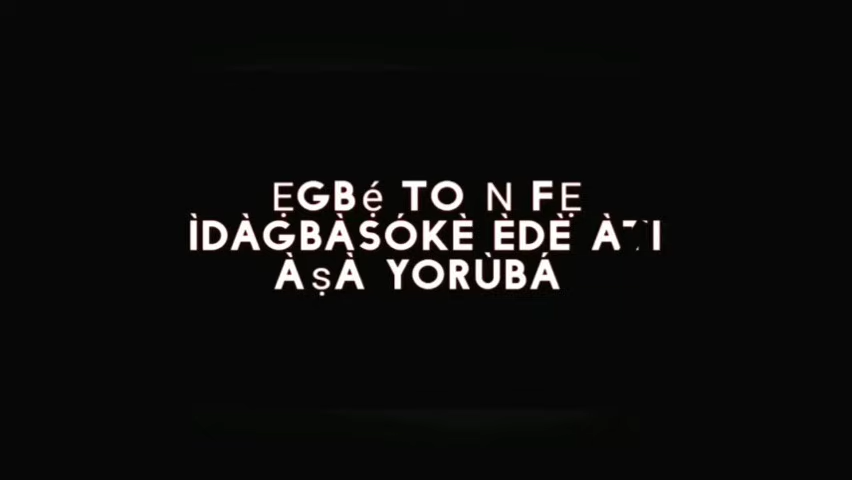 ẸGBẹ́ TO N FẸ
ÌDÀGBÀSÓKÈ ÈDÈ ÀTI
ÀṣÀ YORÙBÁ